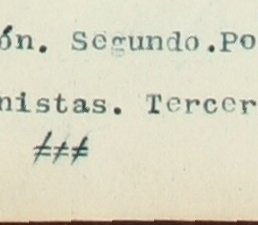 ón. Segundo.Po
nistas. Tercer
≠≠≠